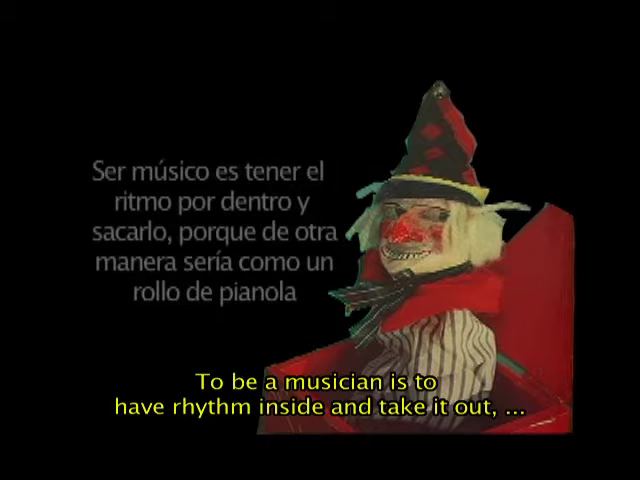 Ser músico es tener el
ritmo por dentro y
sacarlo, porque de otra
manera sería como un
rollo de pianola
To be a musician is to
have rhythm inside and take it out, ...